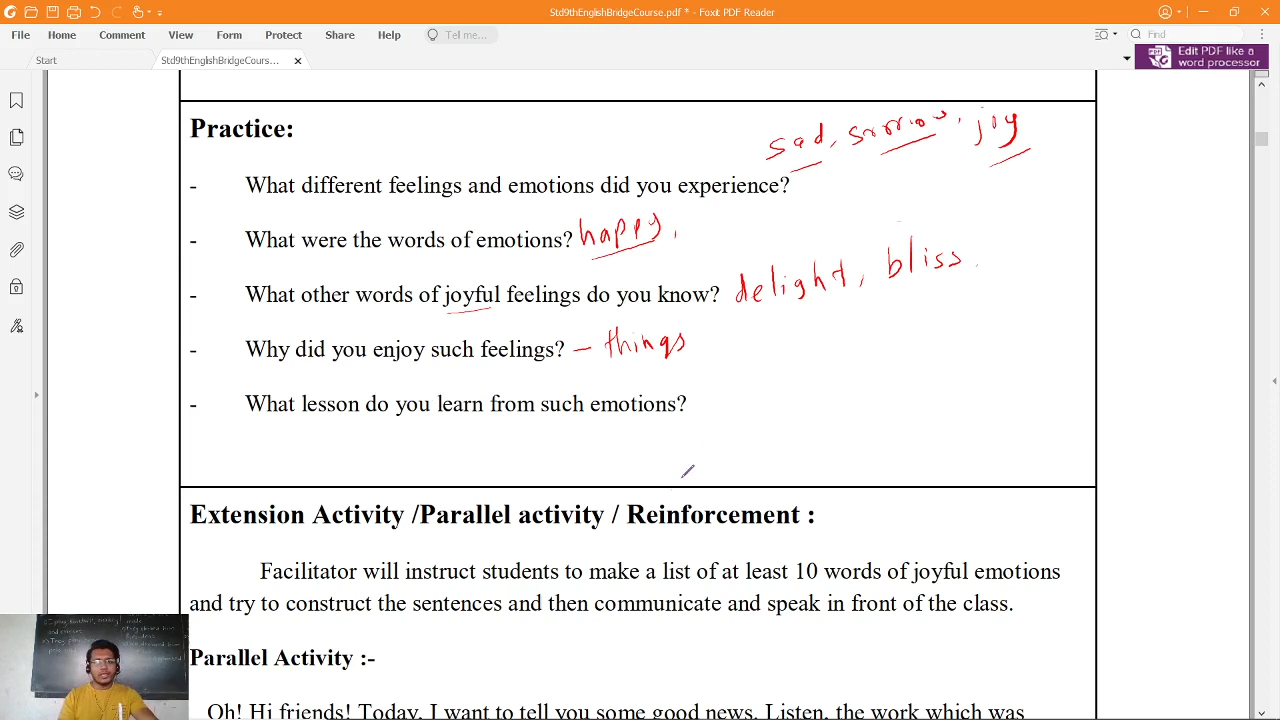 Std9thEnglishBridgeCourse.pdf * - Foxit PDF Reader
File Home Comment View Form Protect Share Help Tell me... Find
Start Std9thEnglishBridgeCours... Edit PDF like a
word processor
Practice: sad, sorrow, joy
- What different feelings and emotions did you experience?
- What were the words of emotions? happy,
- What other words of joyful feelings do you know? delight, bliss
- Why did you enjoy such feelings? – things
- What lesson do you learn from such emotions?
Extension Activity /Parallel activity / Reinforcement :
Facilitator will instruct students to make a list of at least 10 words of joyful emotions
and try to construct the sentences and then communicate and speak in front of the class.
Parallel Activity :-
Oh! Hi friends! Today, I want to tell you some good news. Listen, the work which was